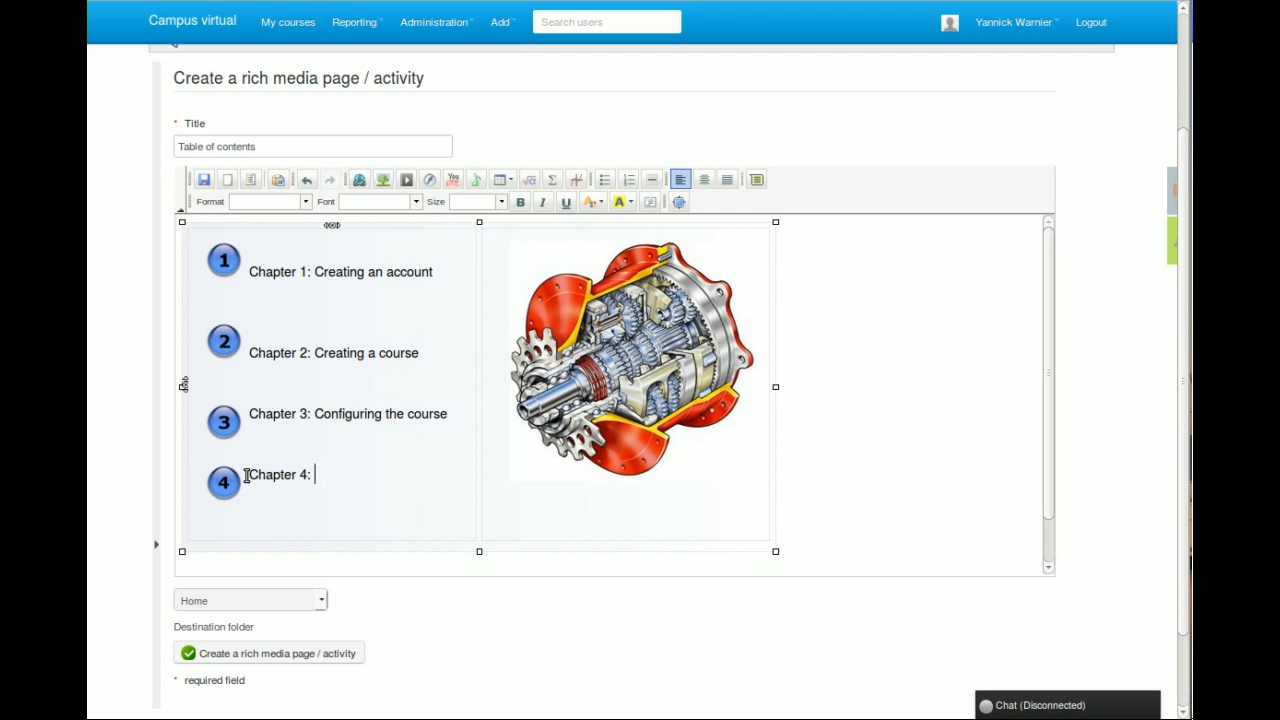 Campus virtual My courses Reporting Administration Add Search users Yannick Warnier Logout
Create a rich media page / activity
* Title
Table of contents
Format Font Size B I U A A
1 Chapter 1: Creating an account
2 Chapter 2: Creating a course
3 Chapter 3: Configuring the course
4 Chapter 4:
Home
Destination folder
Create a rich media page / activity
* required field
Chat (Disconnected)